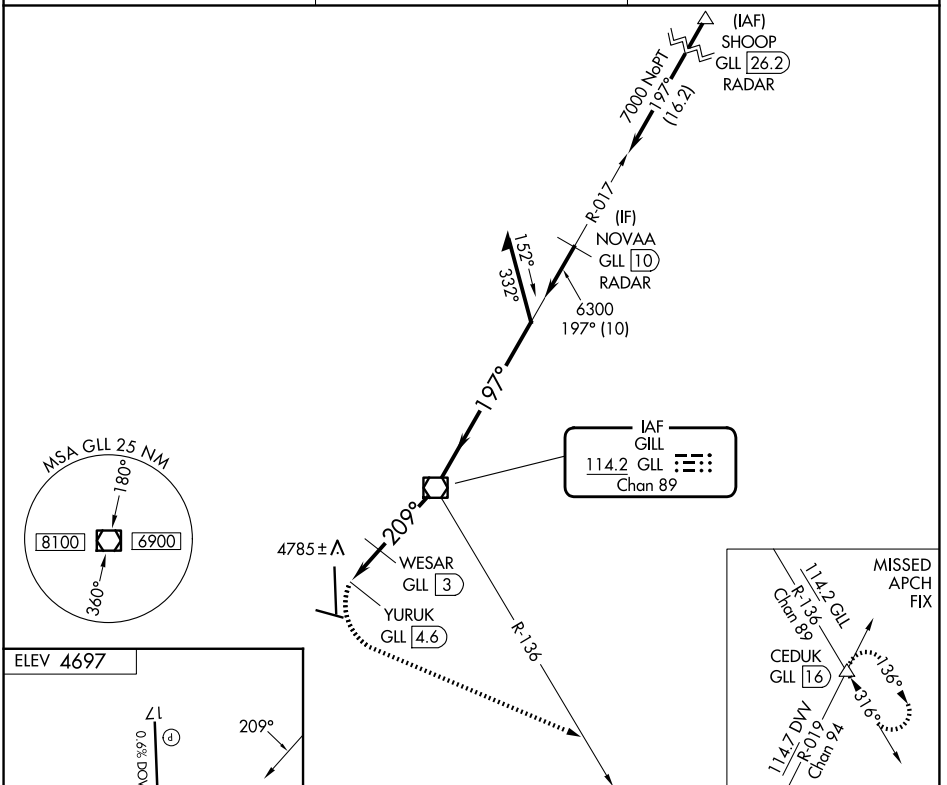 (IAF)
SHOOP
GLL 26.2
RADAR
7000 NoPT
197°
(16.2)
R-017
(IF)
NOVAA
GLL 10
RADAR
152°
332°
6300
197° (10)
197°
IAF
GILL
114.2 GLL
Chan 89
MSA GLL 25 NM
180°
8100
6900
360°
209°
4785±
WESAR
GLL 3
YURUK
GLL 4.6
R-136
MISSED
APCH
FIX
114.2 GLL
R-136
Chan 89
CEDUK
GLL 16
136°
316°
114.7 DVV
R-019
Chan 94
ELEV 4697
17
P
0.6% DOW
209°